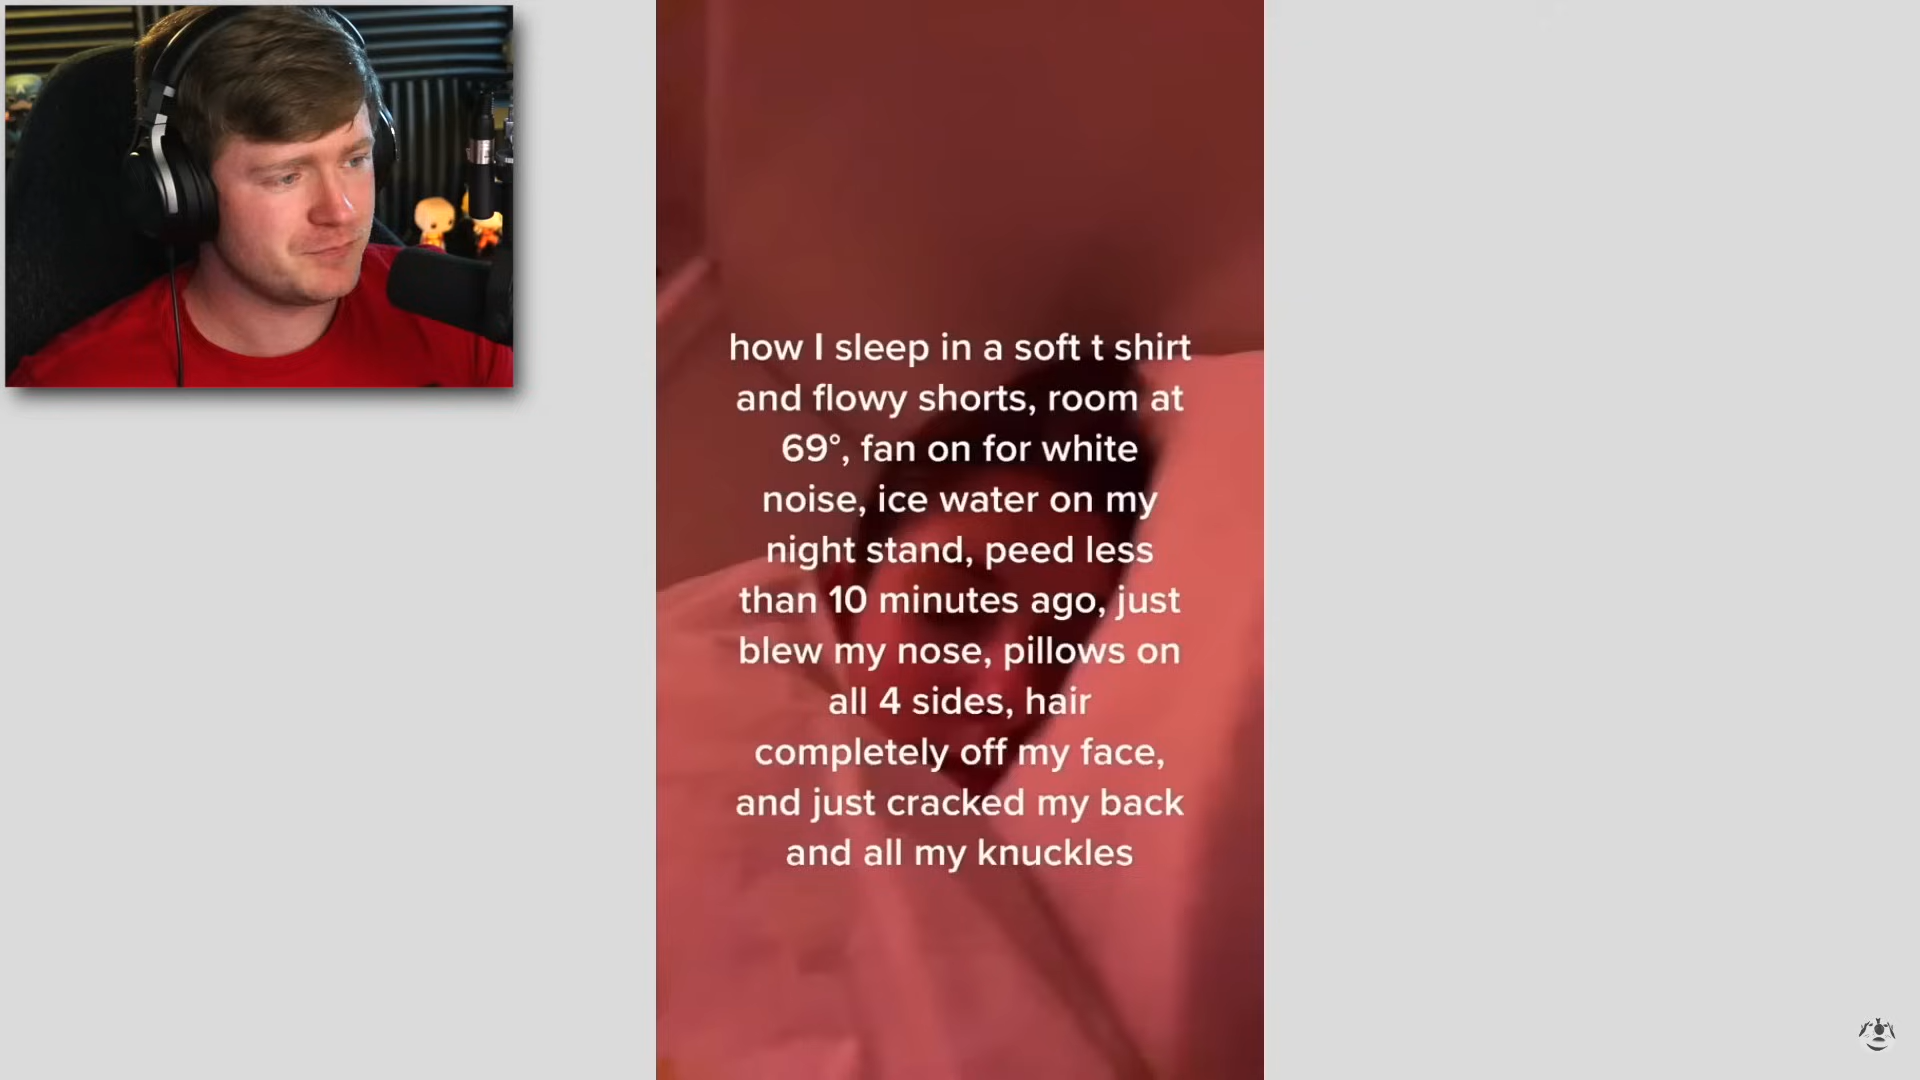 how I sleep in a soft t shirt
and flowy shorts, room at
69°, fan on for white
noise, ice water on my
night stand, peed less
than 10 minutes ago, just
blew my nose, pillows on
all 4 sides, hair
completely off my face,
and just cracked my back
and all my knuckles